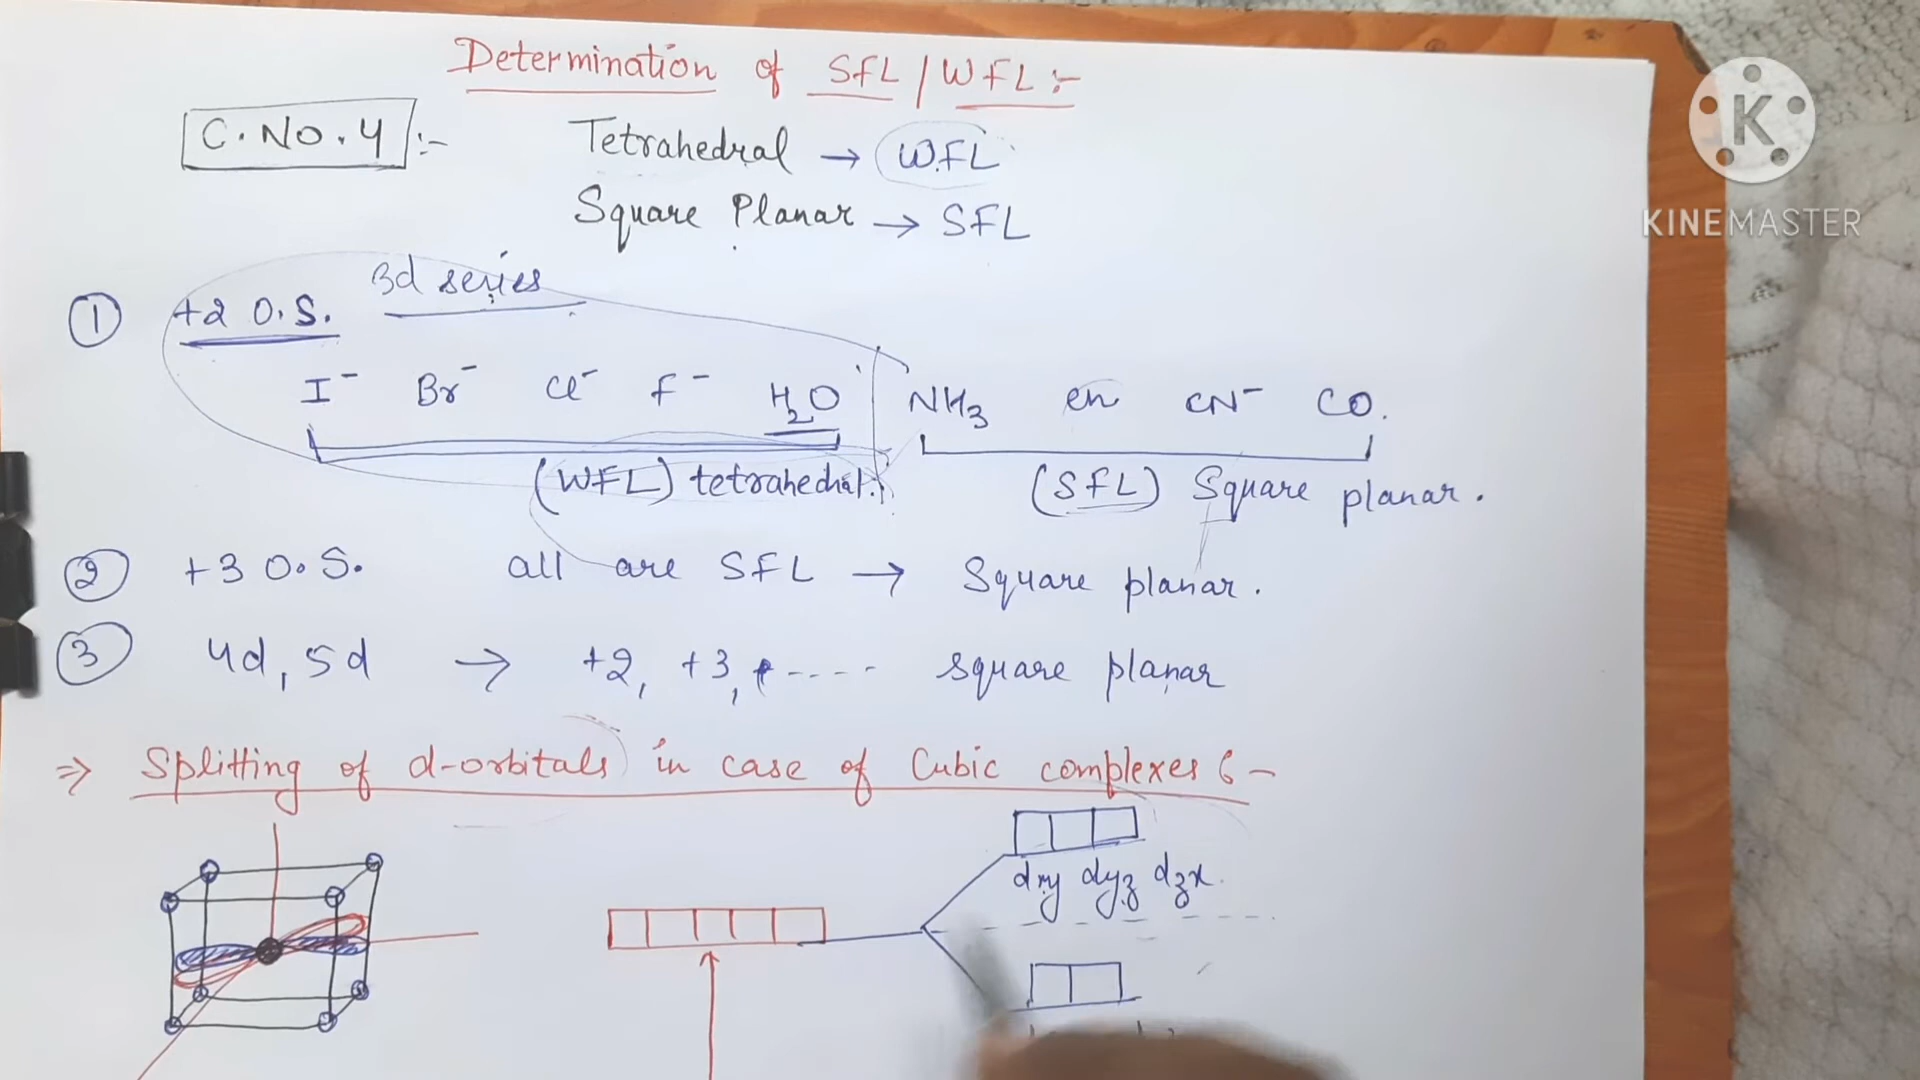 Determination of SFL / WFL :-
C.NO.4 :- Tetrahedral → W.FL
Square Planar → SFL
① +2 O.S. 3d series
I⁻ Br⁻ Cl⁻ F⁻ H₂O NH₃ en CN⁻ CO.
(WFL) tetrahedral. (SFL) Square planar.
② +3 O.S. all are SFL → Square planar.
③ 4d, 5d → +2, +3, ---- square planar
⇒ Splitting of d-orbitals in case of Cubic complexes :-
dxy dyz dzx.
K
KINEMASTER